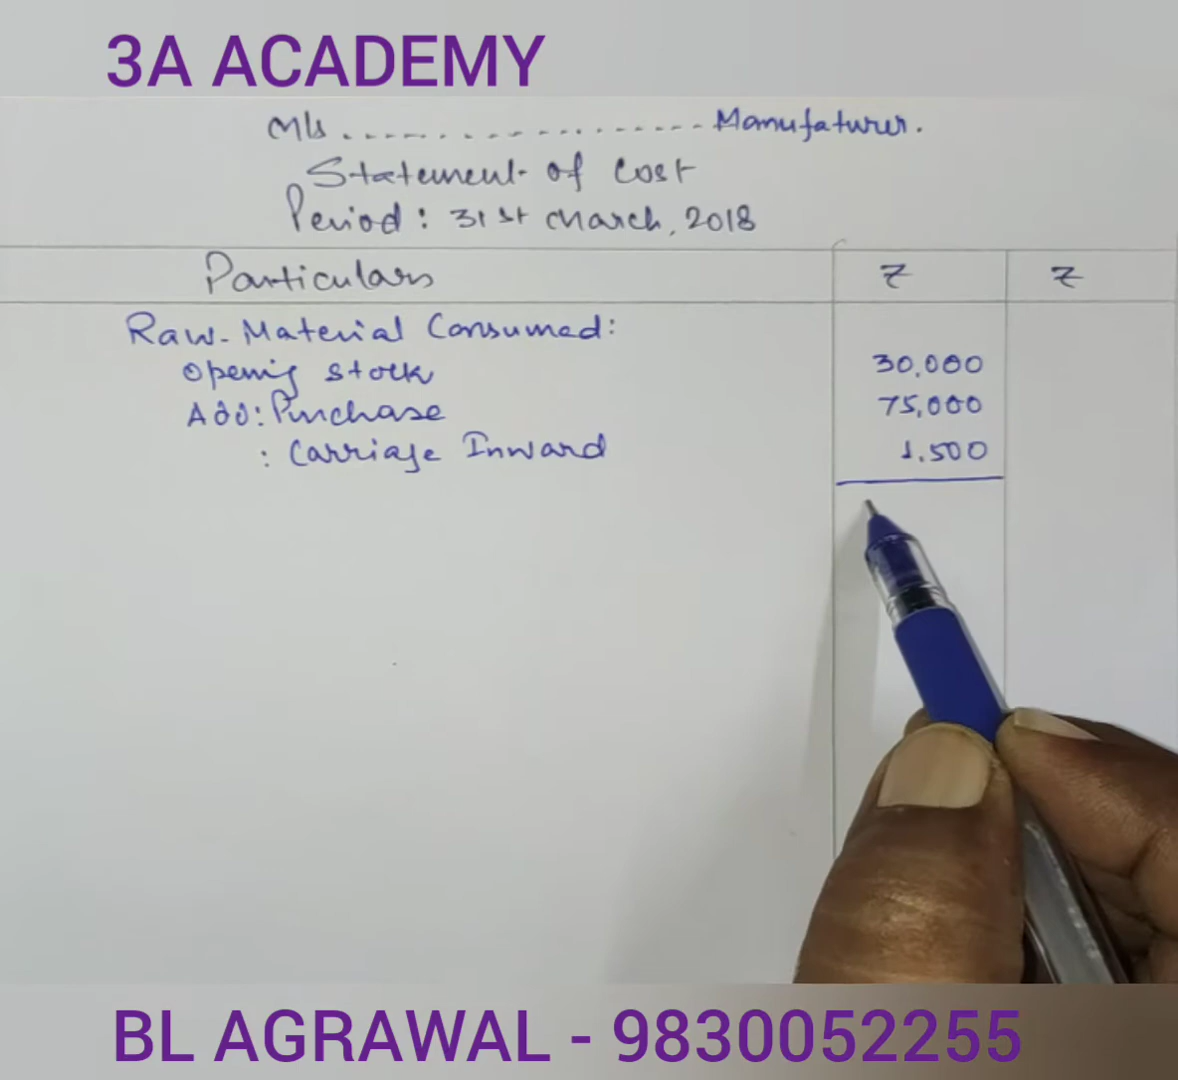 3A ACADEMY
M/s .................. Manufaturer.
Statement of Cost
Period : 31st March, 2018
Particulars ₹ ₹
Raw-Material Consumed:
Opening Stock 30,000
Add: Purchase 75,000
: Carriage Inward 1,500
BL AGRAWAL - 9830052255